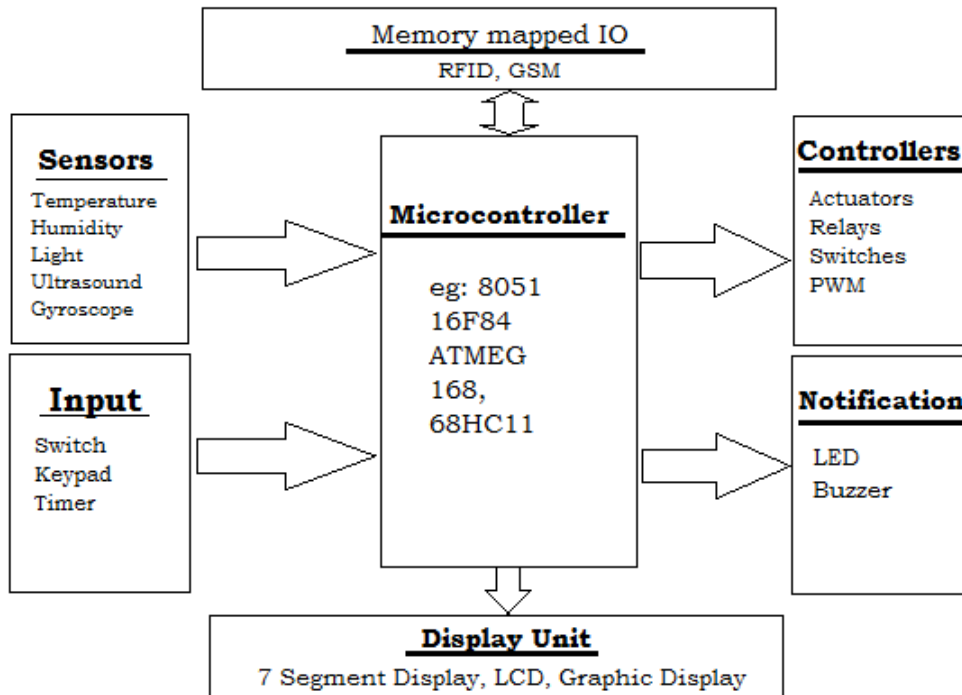 Memory mapped IO
RFID, GSM
Sensors
Temperature
Humidity
Light
Ultrasound
Gyroscope
Input
Switch
Keypad
Timer
Microcontroller
eg: 8051
16F84
ATMEG
168,
68HC11
Controllers
Actuators
Relays
Switches
PWM
Notification
LED
Buzzer
Display Unit
7 Segment Display, LCD, Graphic Display